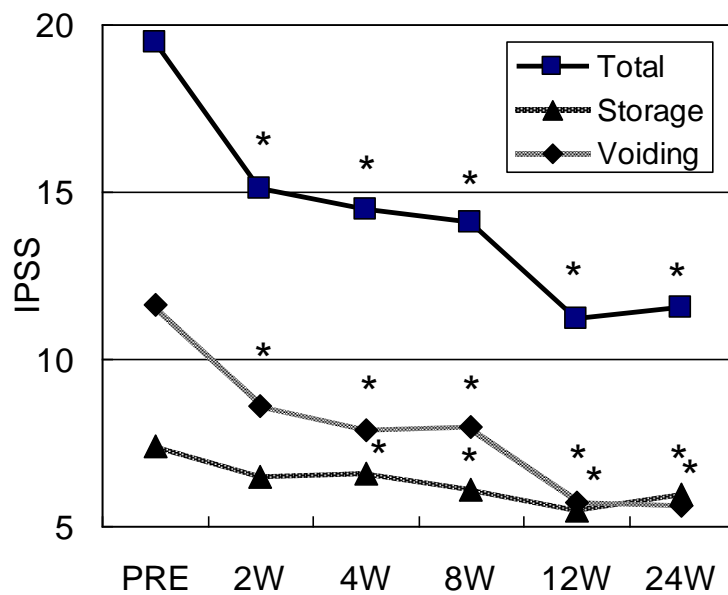 20
15
10
5
IPSS
Total
Storage
Voiding
* * * * *
* * * * *
* * * *
PRE 2W 4W 8W 12W 24W